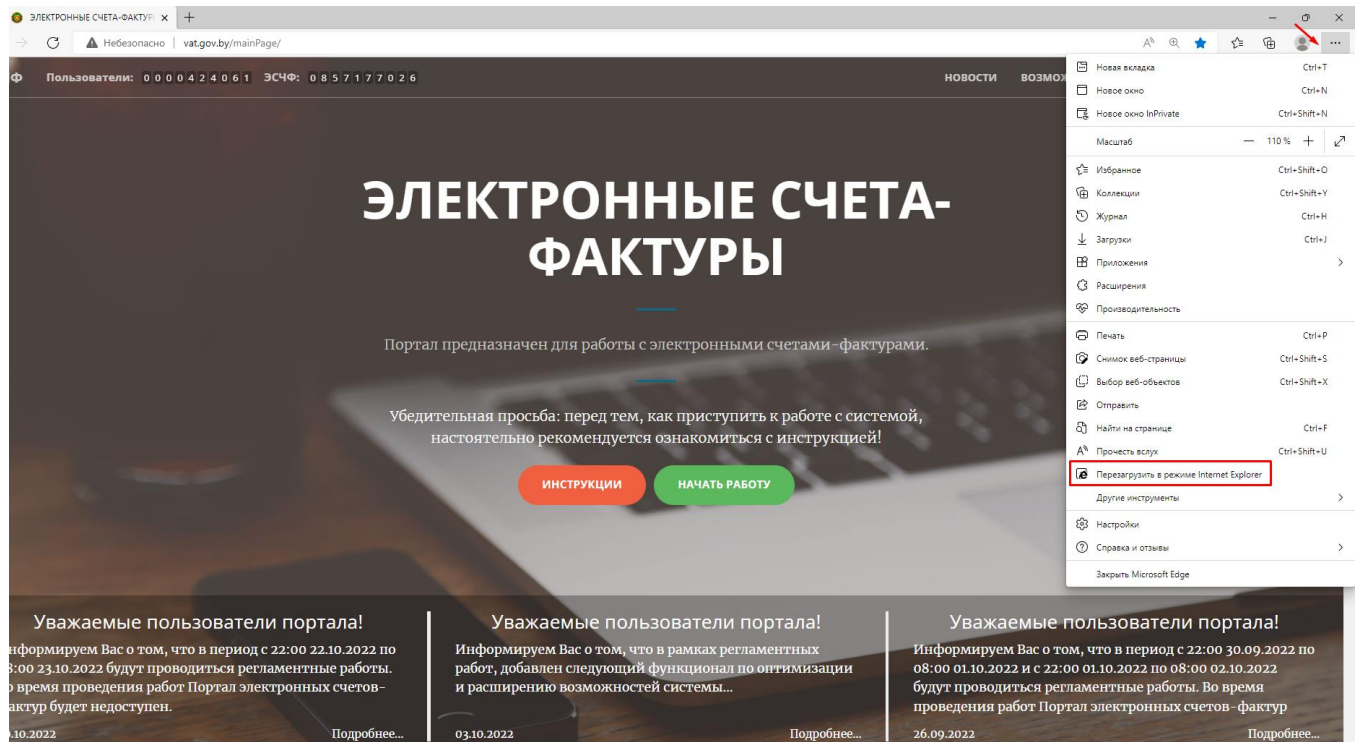 ЭЛЕКТРОННЫЕ СЧЕТА-ФАКТУР
Небезопасно | vat.gov.by/mainPage/
Ф Пользователи: 0000424061 ЭСЧФ: 0857177026 НОВОСТИ ВОЗМОЖ
ЭЛЕКТРОННЫЕ СЧЕТА-
ФАКТУРЫ
Портал предназначен для работы с электронными счетами-фактурами.
Убедительная просьба: перед тем, как приступить к работе с системой,
настоятельно рекомендуется ознакомиться с инструкцией!
ИНСТРУКЦИИ НАЧАТЬ РАБОТУ
Новая вкладка Ctrl+T
Новое окно Ctrl+N
Новое окно InPrivate Ctrl+Shift+N
Масштаб — 110 % +
Избранное Ctrl+Shift+O
Коллекции Ctrl+Shift+Y
Журнал Ctrl+H
Загрузки Ctrl+J
Приложения
Расширения
Производительность
Печать Ctrl+P
Снимок веб-страницы Ctrl+Shift+S
Выбор веб-объектов Ctrl+Shift+X
Отправить
Найти на странице Ctrl+F
Прочесть вслух Ctrl+Shift+U
Перезагрузить в режиме Internet Explorer
Другие инструменты
Настройки
Справка и отзывы
Закрыть Microsoft Edge
Уважаемые пользователи портала!
нформируем Вас о том, что в период с 22:00 22.10.2022 по
8:00 23.10.2022 будут проводиться регламентные работы.
о время проведения работ Портал электронных счетов-
актур будет недоступен.
.10.2022 Подробнее...
Уважаемые пользователи портала!
Информируем Вас о том, что в рамках регламентных
работ, добавлен следующий функционал по оптимизации
и расширению возможностей системы...
03.10.2022 Подробнее...
Уважаемые пользователи портала!
Информируем Вас о том, что в период с 22:00 30.09.2022 по
08:00 01.10.2022 и с 22:00 01.10.2022 по 08:00 02.10.2022
будут проводиться регламентные работы. Во время
проведения работ Портал электронных счетов-фактур
26.09.2022 Подробнее...